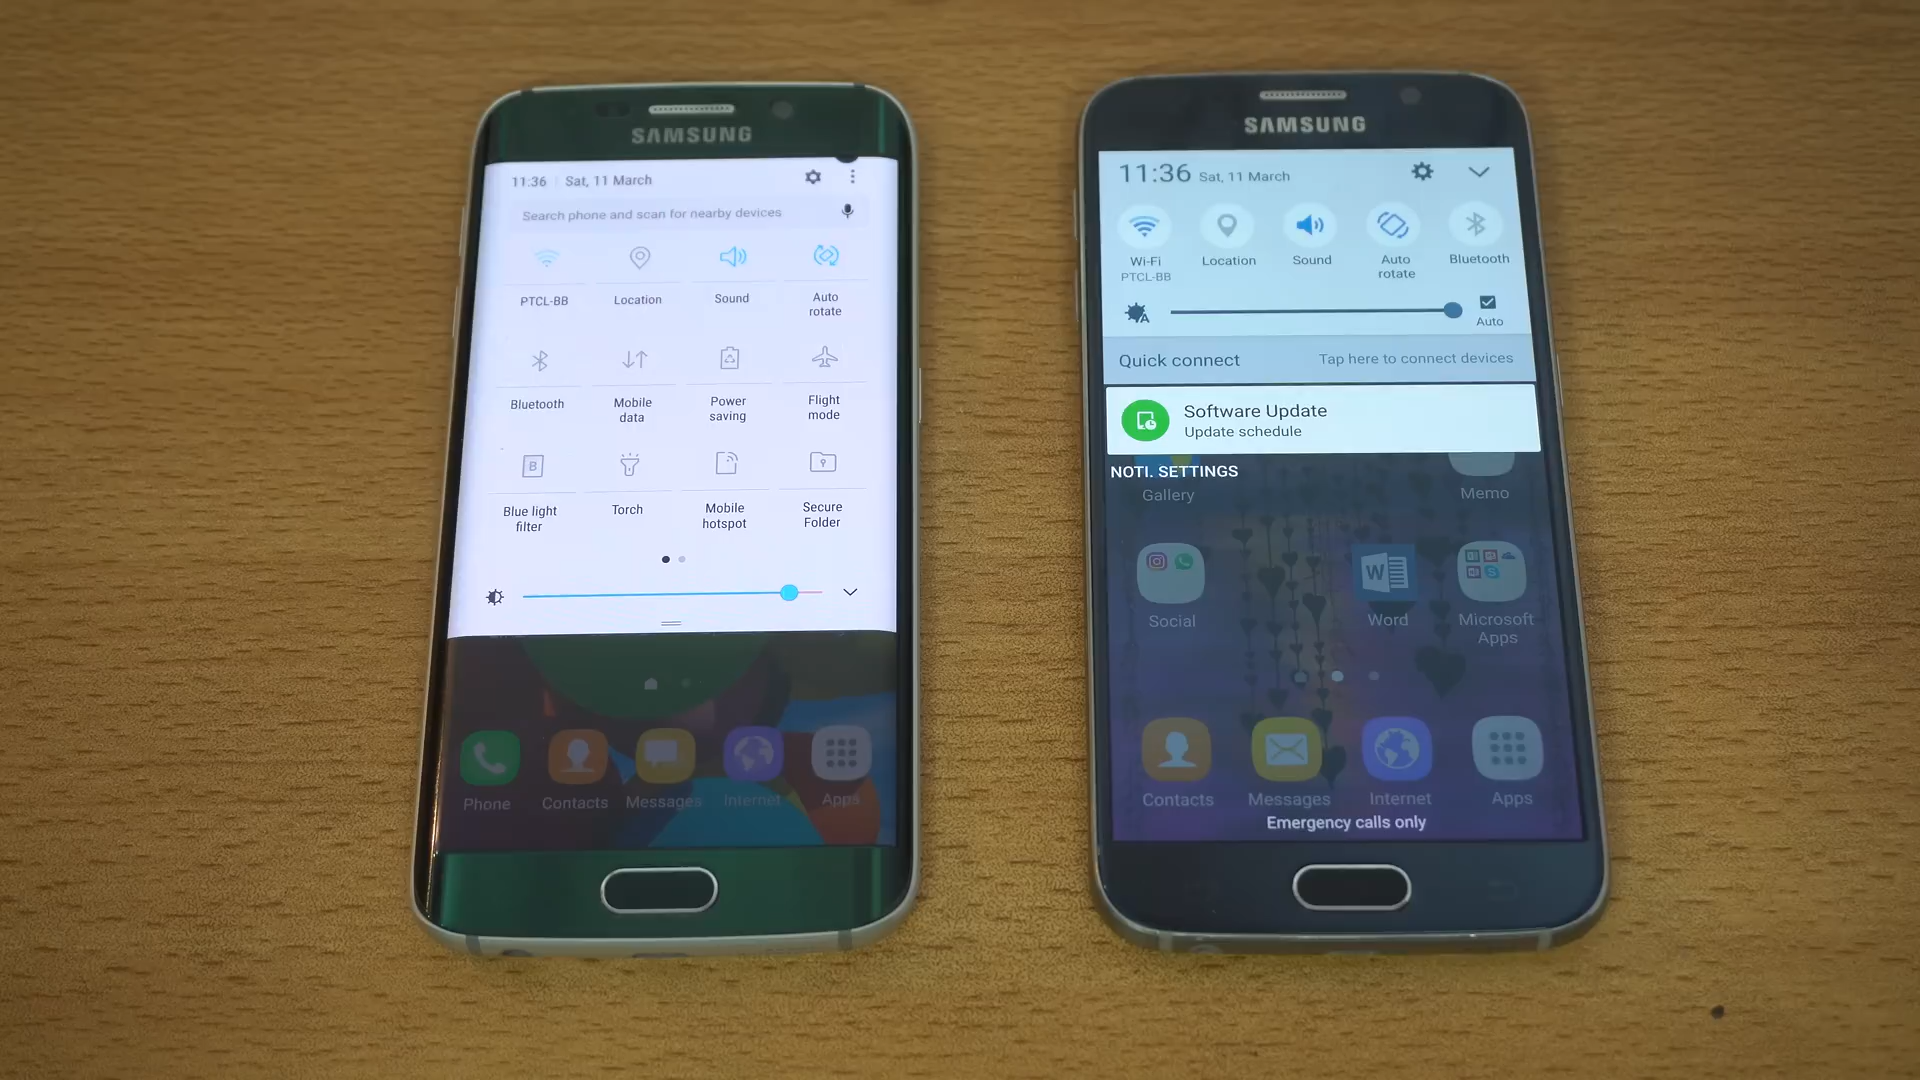 SAMSUNG
11:36 Sat, 11 March
Search phone and scan for nearby devices
PTCL-BB Location Sound Auto rotate
Bluetooth Mobile data Power saving Flight mode
B
Blue light filter Torch Mobile hotspot Secure Folder
Phone Contacts Messages Internet Apps
SAMSUNG
11:36 Sat, 11 March
Wi-Fi Location Sound Auto rotate Bluetooth
PTCL-BB
A
Auto
Quick connect Tap here to connect devices
Software Update
Update schedule
NOTI. SETTINGS
Gallery Memo
W
S
Social Word Microsoft Apps
Contacts Messages Internet Apps
Emergency calls only